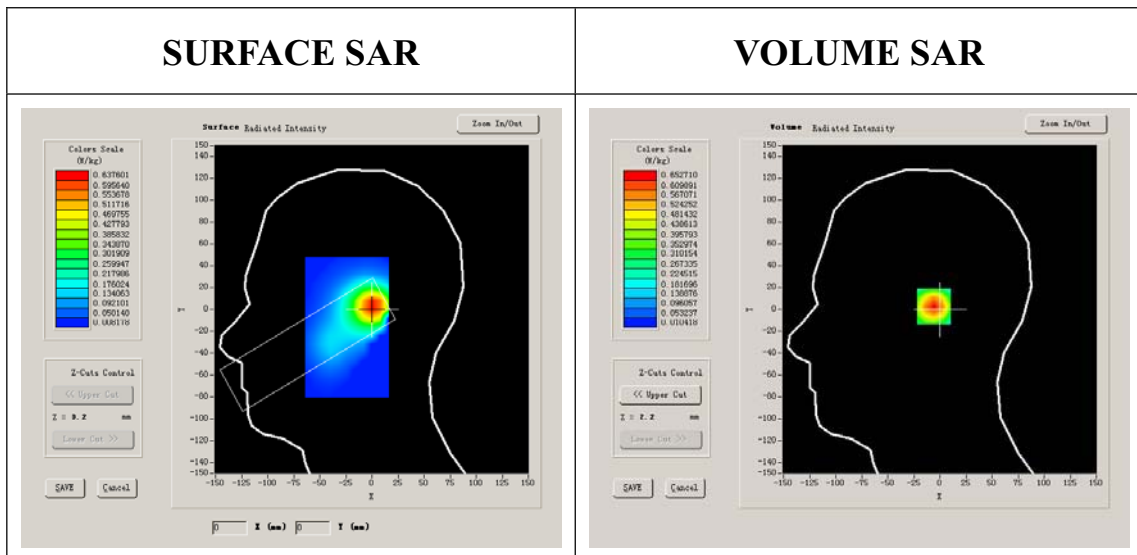 SURFACE SAR
VOLUME SAR
Surface Radiated Intensity
Zoom In/Out
Colors Scale
(W/kg)
0.637601
0.595640
0.553678
0.511716
0.469755
0.427793
0.385832
0.343870
0.301909
0.259947
0.217986
0.176024
0.134063
0.092101
0.050140
0.008178
150
140
120
100
80
60
40
20
0
-20
-40
-60
-80
-100
-120
-140
-150
Y
-150 -125 -100 -75 -50 -25 0 25 50 75 100 125 150
X
Z-Cuts Control
<< Upper Cut
Lower Cut >>
SAVE Cancel
0 X (mm) 0 Y (mm)
Volume Radiated Intensity
Zoom In/Out
Colors Scale
(W/kg)
0.652710
0.609891
0.567071
0.524252
0.481432
0.438613
0.395793
0.352974
0.310154
0.267335
0.224515
0.181696
0.138876
0.096057
0.053237
0.010418
150
140
120
100
80
60
40
20
0
-20
-40
-60
-80
-100
-120
-140
-150
Y
-150 -125 -100 -75 -50 -25 0 25 50 75 100 125 150
X
Z-Cuts Control
<< Upper Cut
Lower Cut >>
SAVE Cancel